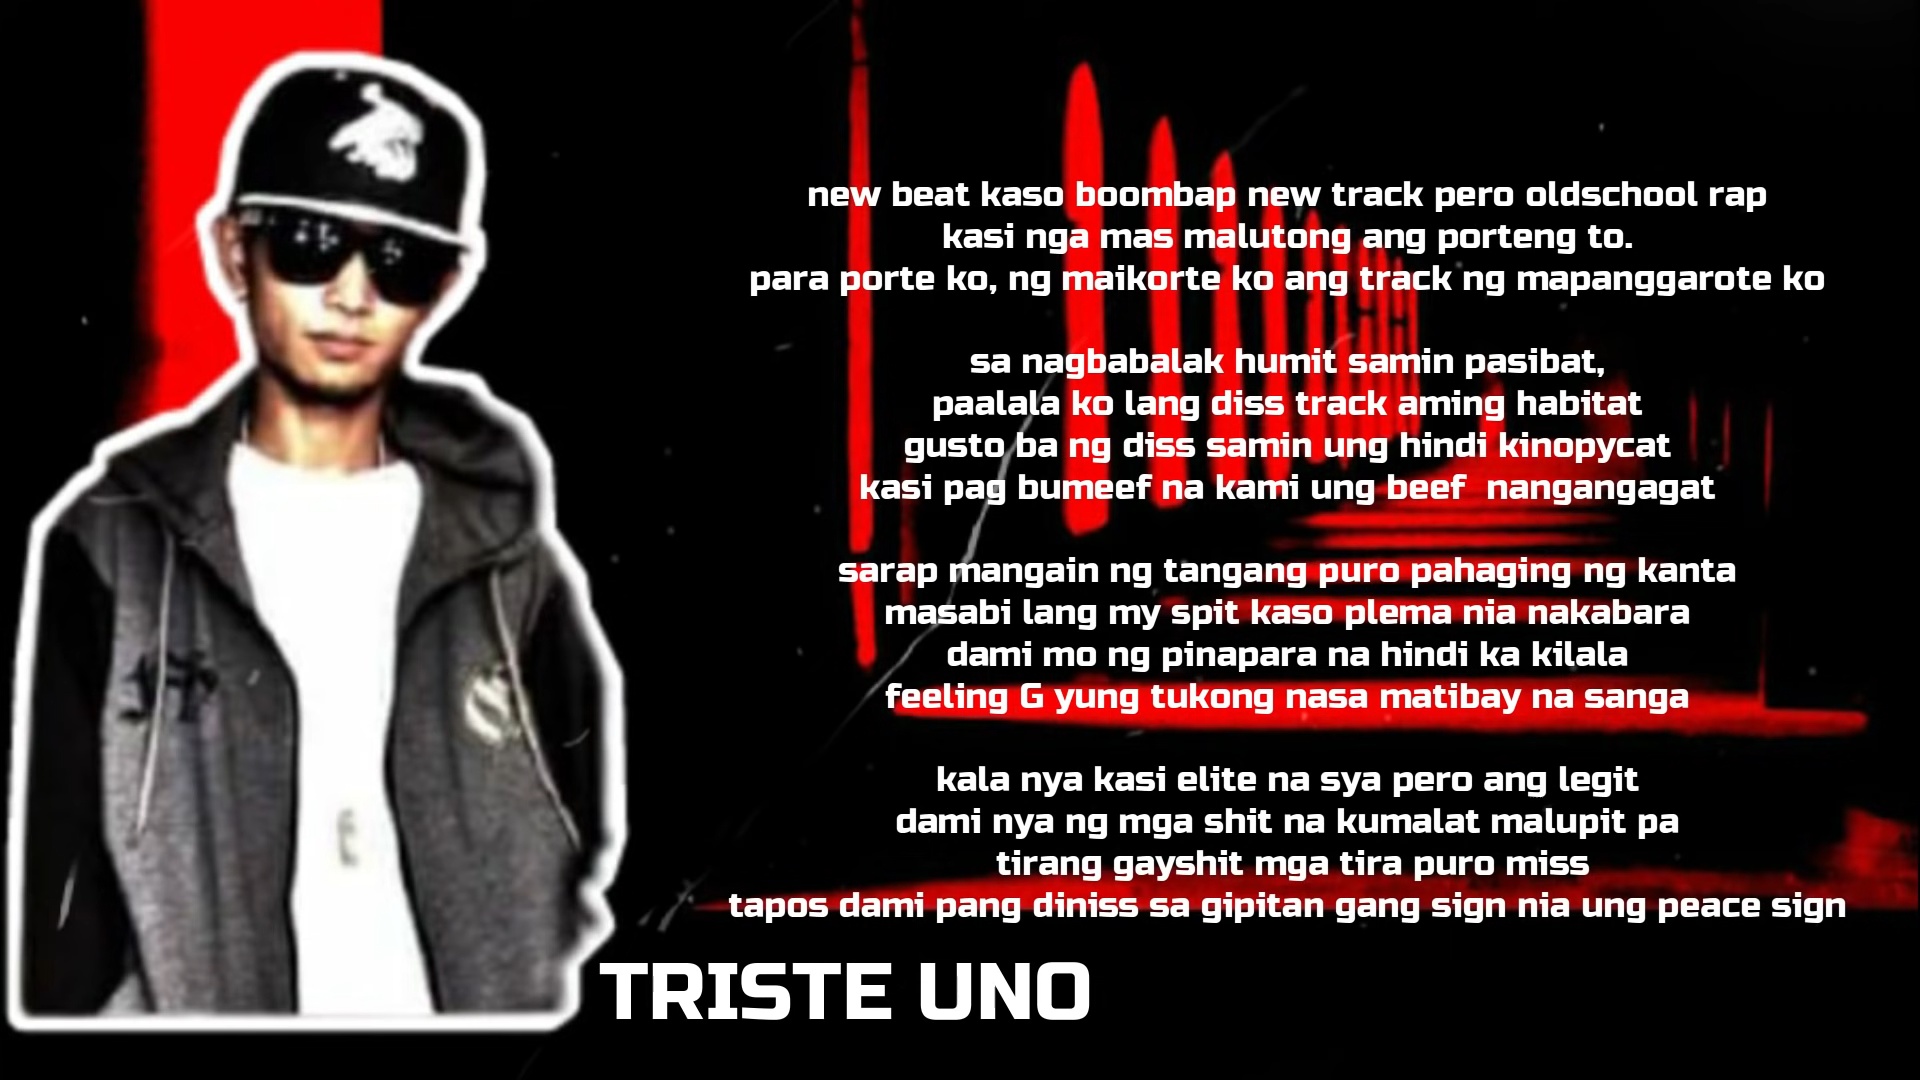 new beat kaso boombap new track pero oldschool rap
kasi nga mas malutong ang porteng to.
para porte ko, ng maikorte ko ang track ng mapanggarote ko
sa nagbabalak humit samin pasibat,
paalala ko lang diss track aming habitat
gusto ba ng diss samin ung hindi kinopycat
kasi pag bumeef na kami ung beef  nangangagat
sarap mangain ng tangang puro pahaging ng kanta
masabi lang my spit kaso plema nia nakabara
dami mo ng pinapara na hindi ka kilala
feeling G yung tukong nasa matibay na sanga
kala nya kasi elite na sya pero ang legit
dami nya ng mga shit na kumalat malupit pa
tirang gayshit mga tira puro miss
tapos dami pang diniss sa gipitan gang sign nia ung peace sign
TRISTE UNO